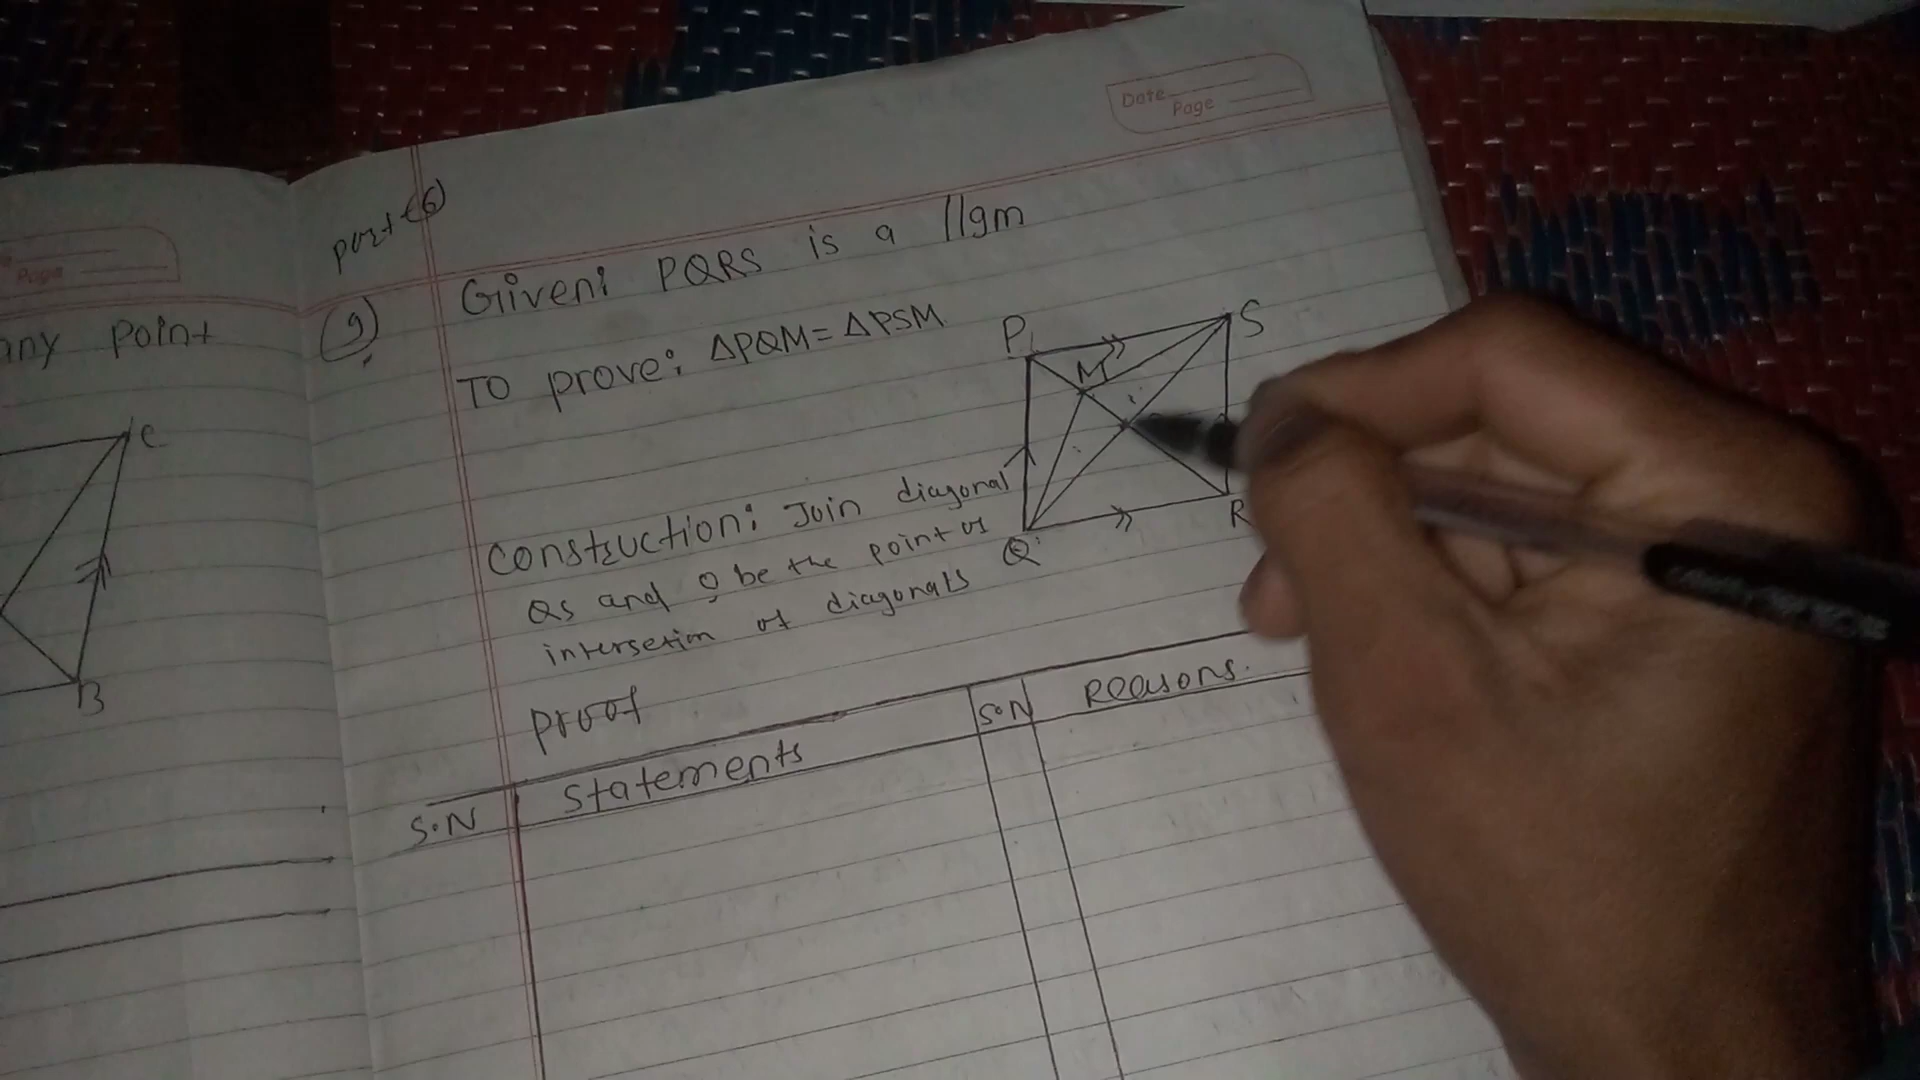 Date
Page
Page
part-(6)
any point
9)
Given: PQRS is a llgm
To prove: ΔPQM = ΔPSM
P
S
M
Q
R
C
B
Construction: Join diagonal
QS and O be the point of
intersetion of diagonals
proof
S.N
Statements
S.N
Reasons.